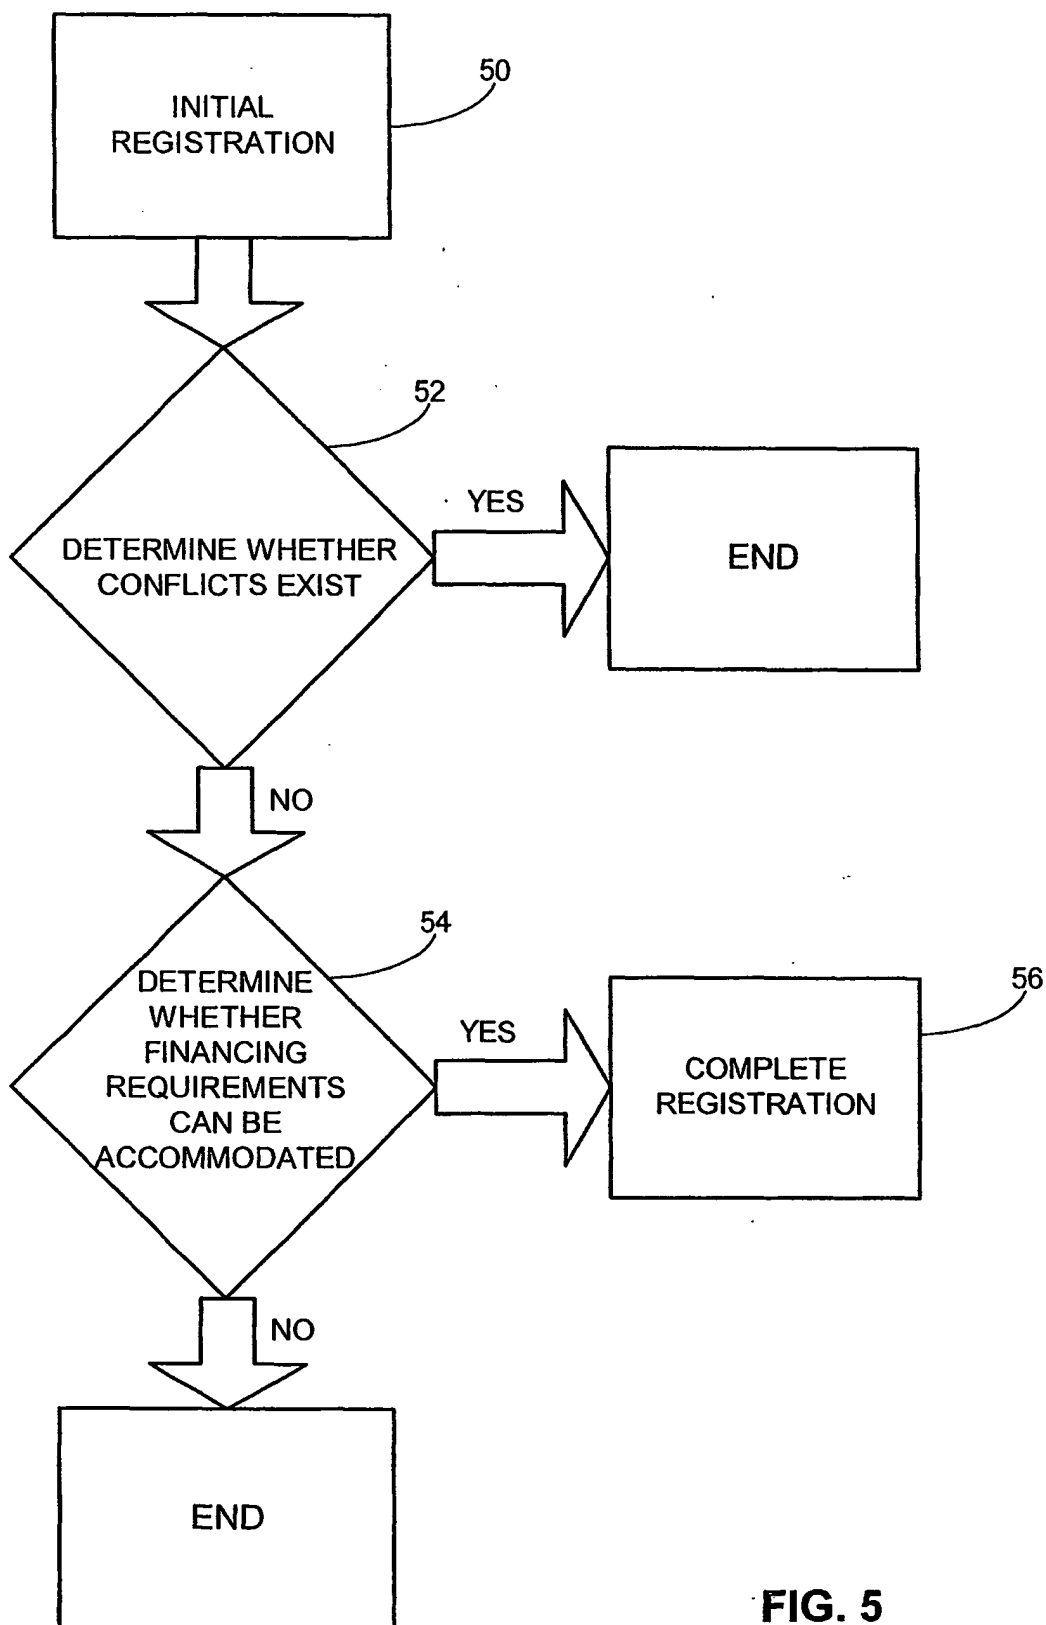 50
INITIAL
REGISTRATION
52
DETERMINE WHETHER
CONFLICTS EXIST
YES
END
NO
54
DETERMINE
WHETHER
FINANCING
REQUIREMENTS
CAN BE
ACCOMMODATED
YES
56
COMPLETE
REGISTRATION
NO
END
FIG. 5